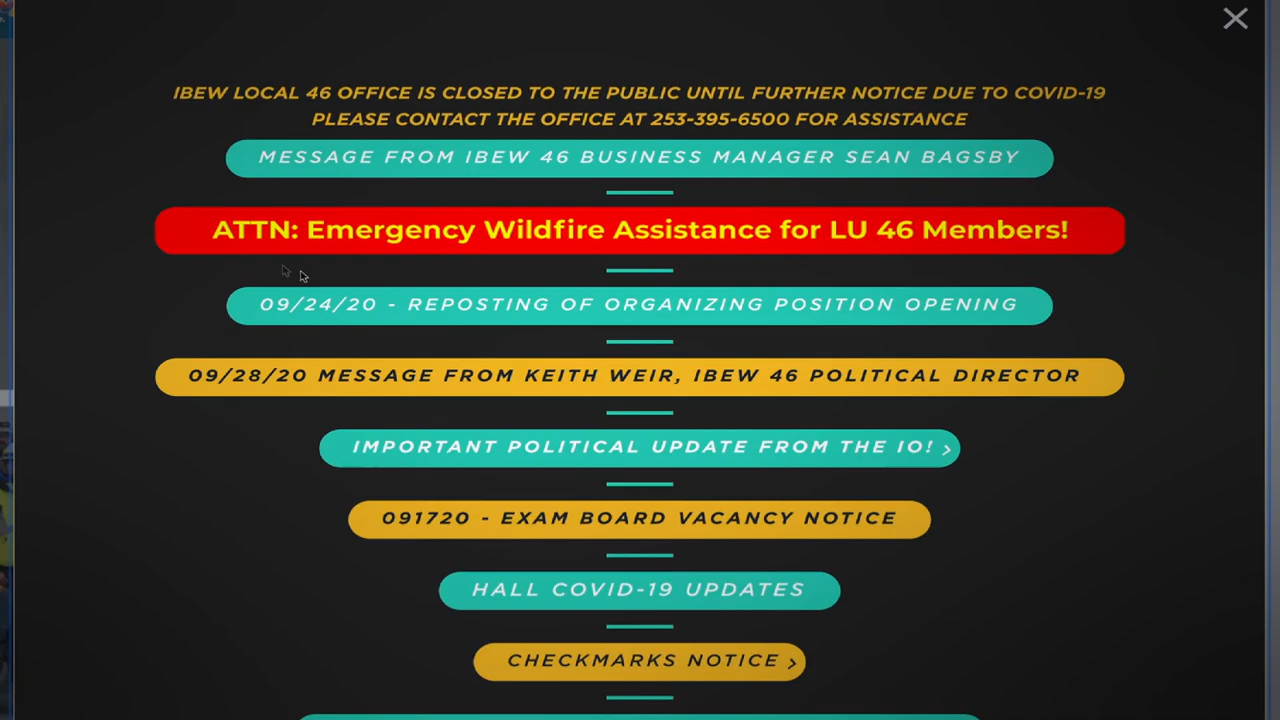 IBEW LOCAL 46 OFFICE IS CLOSED TO THE PUBLIC UNTIL FURTHER NOTICE DUE TO COVID-19
PLEASE CONTACT THE OFFICE AT 253-395-6500 FOR ASSISTANCE
MESSAGE FROM IBEW 46 BUSINESS MANAGER SEAN BAGSBY
ATTN: Emergency Wildfire Assistance for LU 46 Members!
09/24/20 - REPOSTING OF ORGANIZING POSITION OPENING
09/28/20 MESSAGE FROM KEITH WEIR, IBEW 46 POLITICAL DIRECTOR
IMPORTANT POLITICAL UPDATE FROM THE IO! >
091720 - EXAM BOARD VACANCY NOTICE
HALL COVID-19 UPDATES
CHECKMARKS NOTICE >